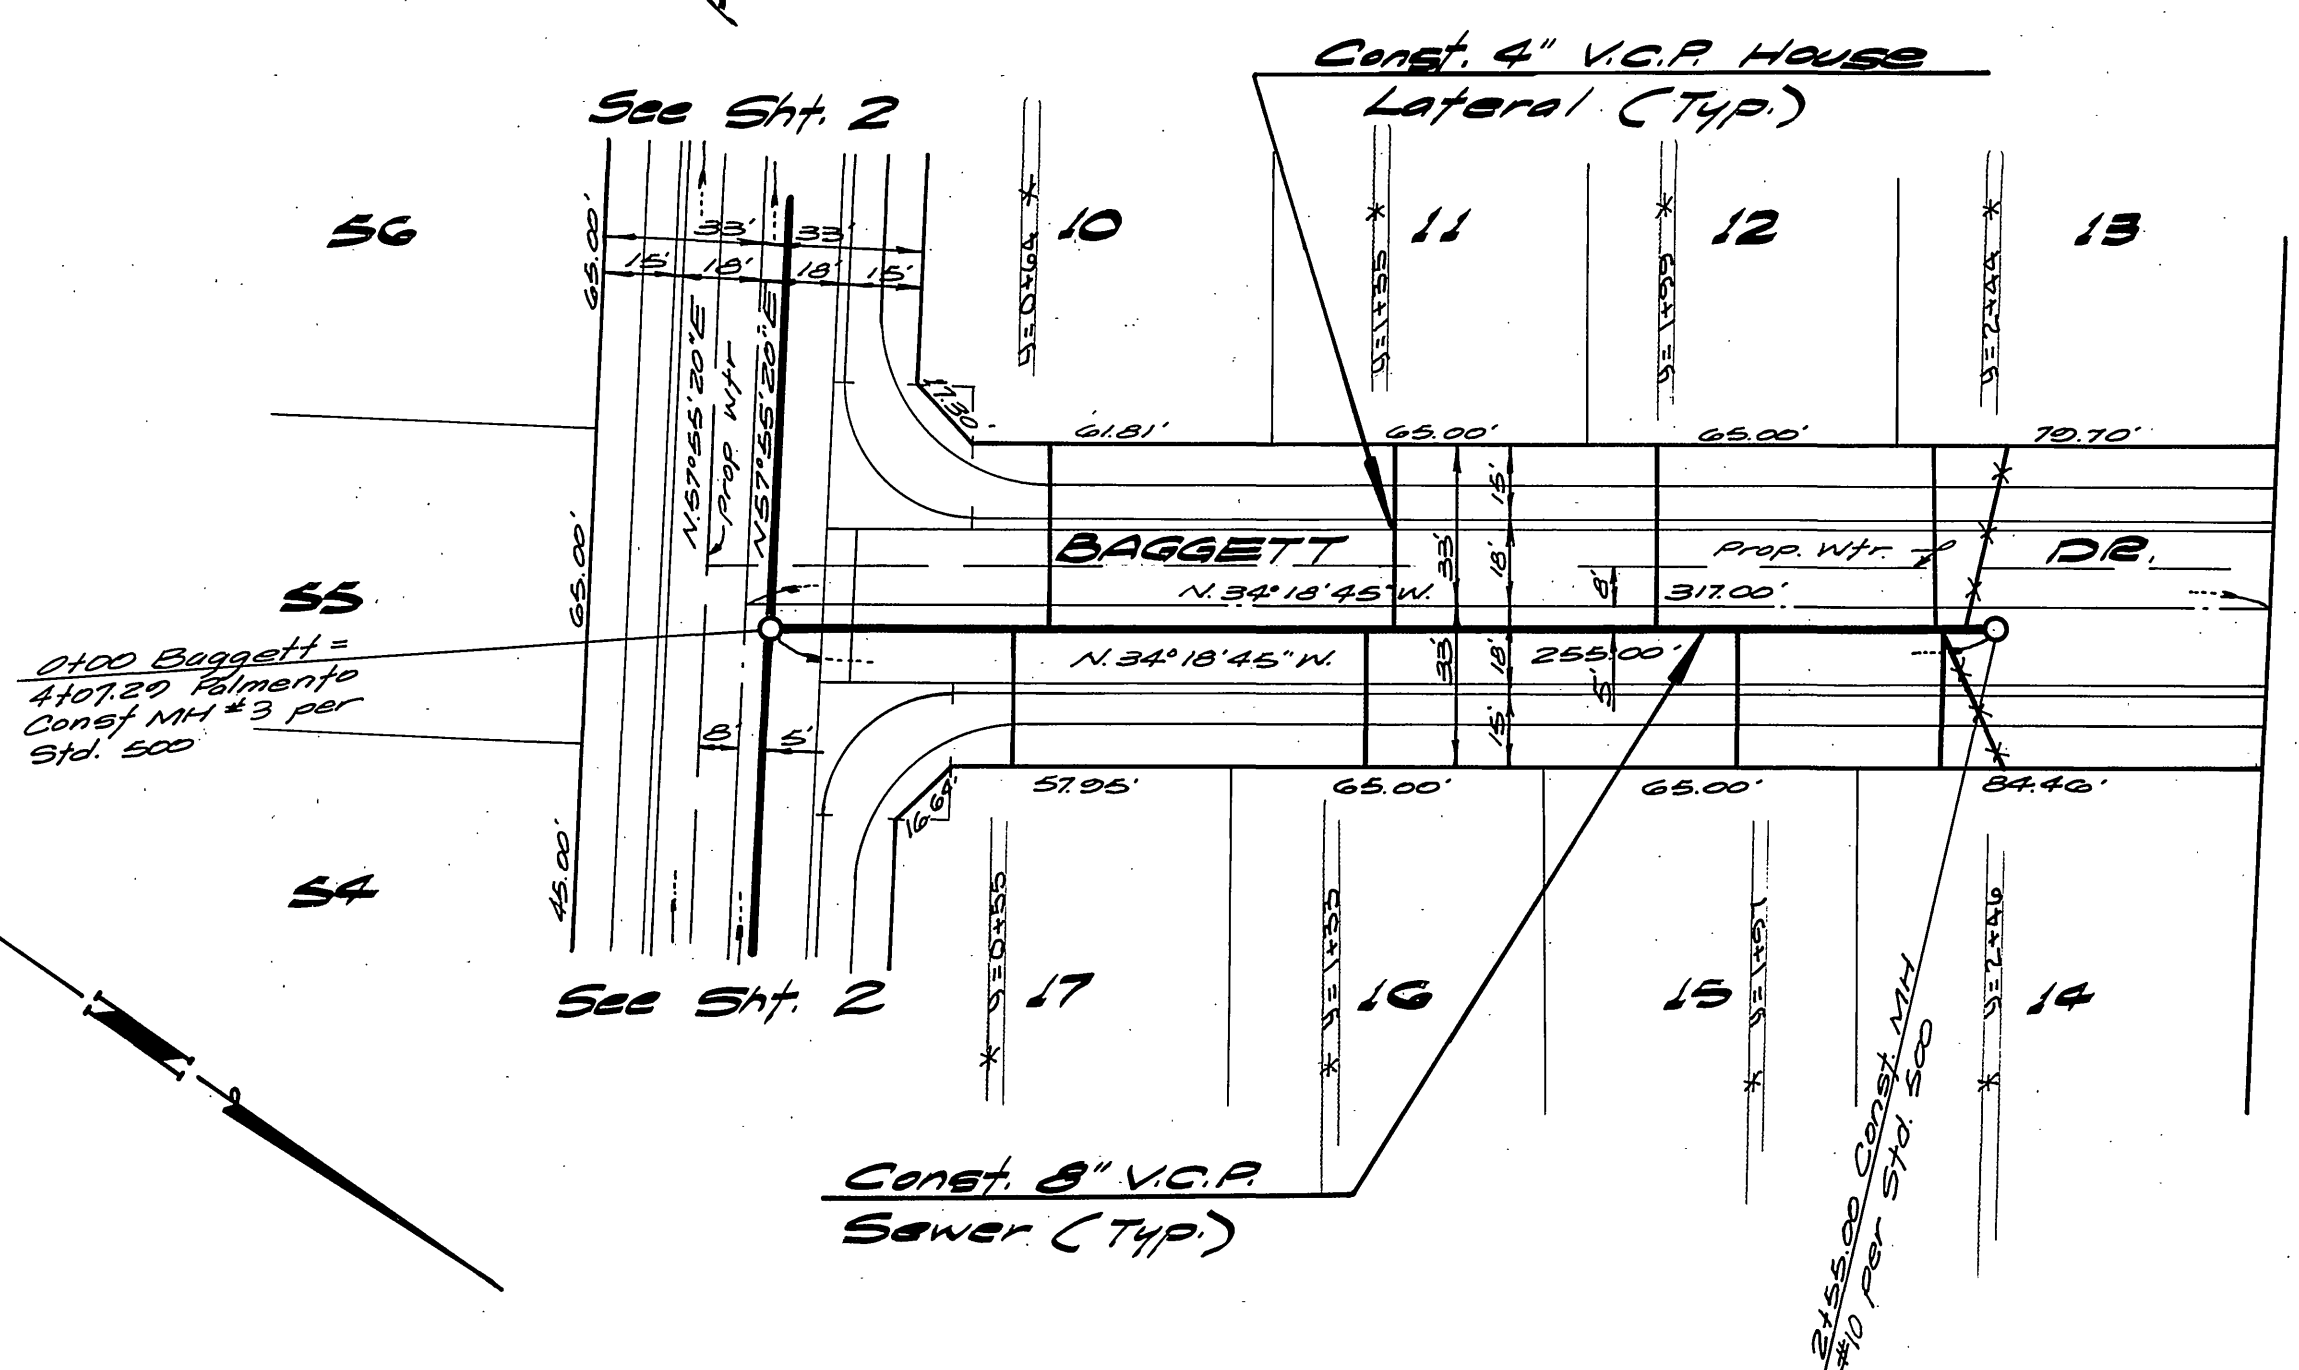 Const. 4" V.C.P. House
Lateral (Typ.)
See Sht. 2
56
65.00'
33'
33'
15'
18'
18'
15'
y=0+64 *
10
y=1+35 *
11
y=1+99 *
12
y=2+44 *
13
N.57°55'20"E
Prop Wtr
N57°55'20"E
17.30'
61.81'
65.00'
65.00'
79.70'
65.00'
55
BAGGETT
DR.
Prop. Wtr.
33'
15'
18'
8'
N. 34°18'45"W.
317.00'
0+00 Baggett =
4+07.29 Palmento
Const MH #3 per
Std. 500
N. 34°18'45"W.
255.00'
33'
18'
15'
5'
8'
5'
16.64'
57.95'
65.00'
65.00'
84.46'
45.00'
54
* y=0+55
17
* y=1+35
16
15
* y=1+97
* y=2+46
14
See Sht. 2
Const. 8" V.C.P.
Sewer (Typ.)
2+55.00 Const. MH
#10 per Std. 500